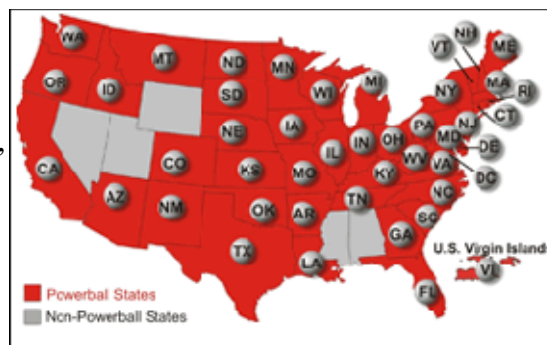 WA
MT
ND
MN
OR
ID
SD
WI
MI
VT
NH
ME
NY
MA
RI
CT
NE
IA
IL
IN
OH
PA
NJ
MD
DE
CA
CO
KS
MO
KY
WV
VA
DC
AZ
NM
OK
AR
TN
NC
SC
TX
LA
GA
FL
U.S. Virgin Islands
VI
Powerbal States
Non-Powerball States
,